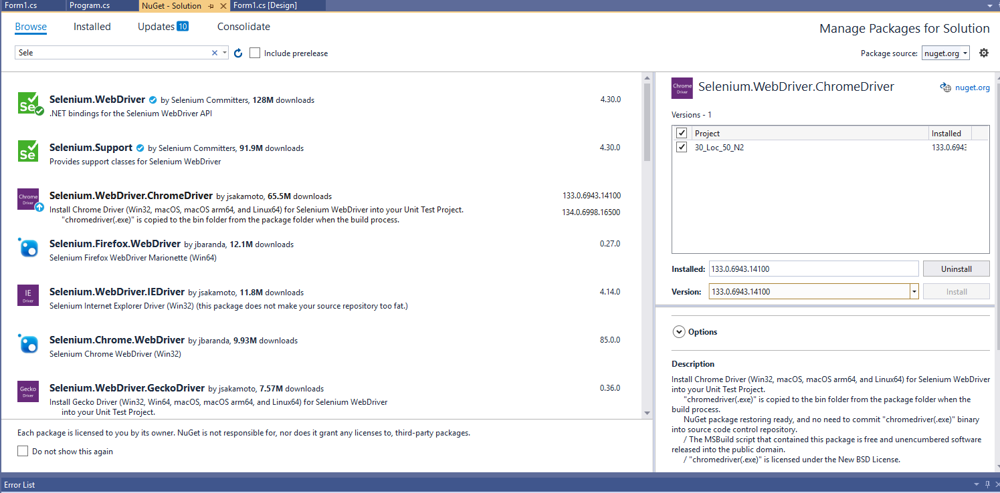 Form1.cs Program.cs NuGet - Solution Form1.cs [Design]
Browse Installed Updates 10 Consolidate
Manage Packages for Solution
Sele Include prerelease
Package source: nuget.org
Se
Selenium.WebDriver by Selenium Committers, 128M downloads 4.30.0
.NET bindings for the Selenium WebDriver API
Se
Selenium.Support by Selenium Committers, 91.9M downloads 4.30.0
Provides support classes for Selenium WebDriver
Chrome
Driver
Selenium.WebDriver.ChromeDriver by jsakamoto, 65.5M downloads 133.0.6943.14100
Install Chrome Driver (Win32, macOS, macOS arm64, and Linux64) for Selenium WebDriver into your Unit Test Project. 134.0.6998.16500
"chromedriver(.exe)" is copied to the bin folder from the package folder when the build process.
Selenium.Firefox.WebDriver by jbaranda, 12.1M downloads 0.27.0
Selenium Firefox WebDriver Marionette (Win64)
IE
Driver
Selenium.WebDriver.IEDriver by jsakamoto, 11.8M downloads 4.14.0
Selenium Internet Explorer Driver (Win32) (this package does not make your source repository too fat.)
Selenium.Chrome.WebDriver by jbaranda, 9.93M downloads 85.0.0
Selenium Chrome WebDriver (Win32)
Gecko
Driver
Selenium.WebDriver.GeckoDriver by jsakamoto, 7.57M downloads 0.36.0
Install Gecko Driver (Win32, Win64, macOS, macOS arm64, and Linux64) for Selenium WebDriver
into your Unit Test Project.
Each package is licensed to you by its owner. NuGet is not responsible for, nor does it grant any licenses to, third-party packages.
Do not show this again
Chrome
Driver
Selenium.WebDriver.ChromeDriver nuget.org
Versions - 1
Project Installed
30_Loc_50_N2 133.0.6943
Installed: 133.0.6943.14100 Uninstall
Version: 133.0.6943.14100 Install
Options
Description
Install Chrome Driver (Win32, macOS, macOS arm64, and Linux64) for Selenium WebDriver
into your Unit Test Project.
"chromedriver(.exe)" is copied to the bin folder from the package folder when the
build process.
NuGet package restoring ready, and no need to commit "chromedriver(.exe)" binary
into source code control repository.
/ The MSBuild script that contained this package is free and unencumbered software
released into the public domain.
/ "chromedriver(.exe)" is licensed under the New BSD License.
Error List